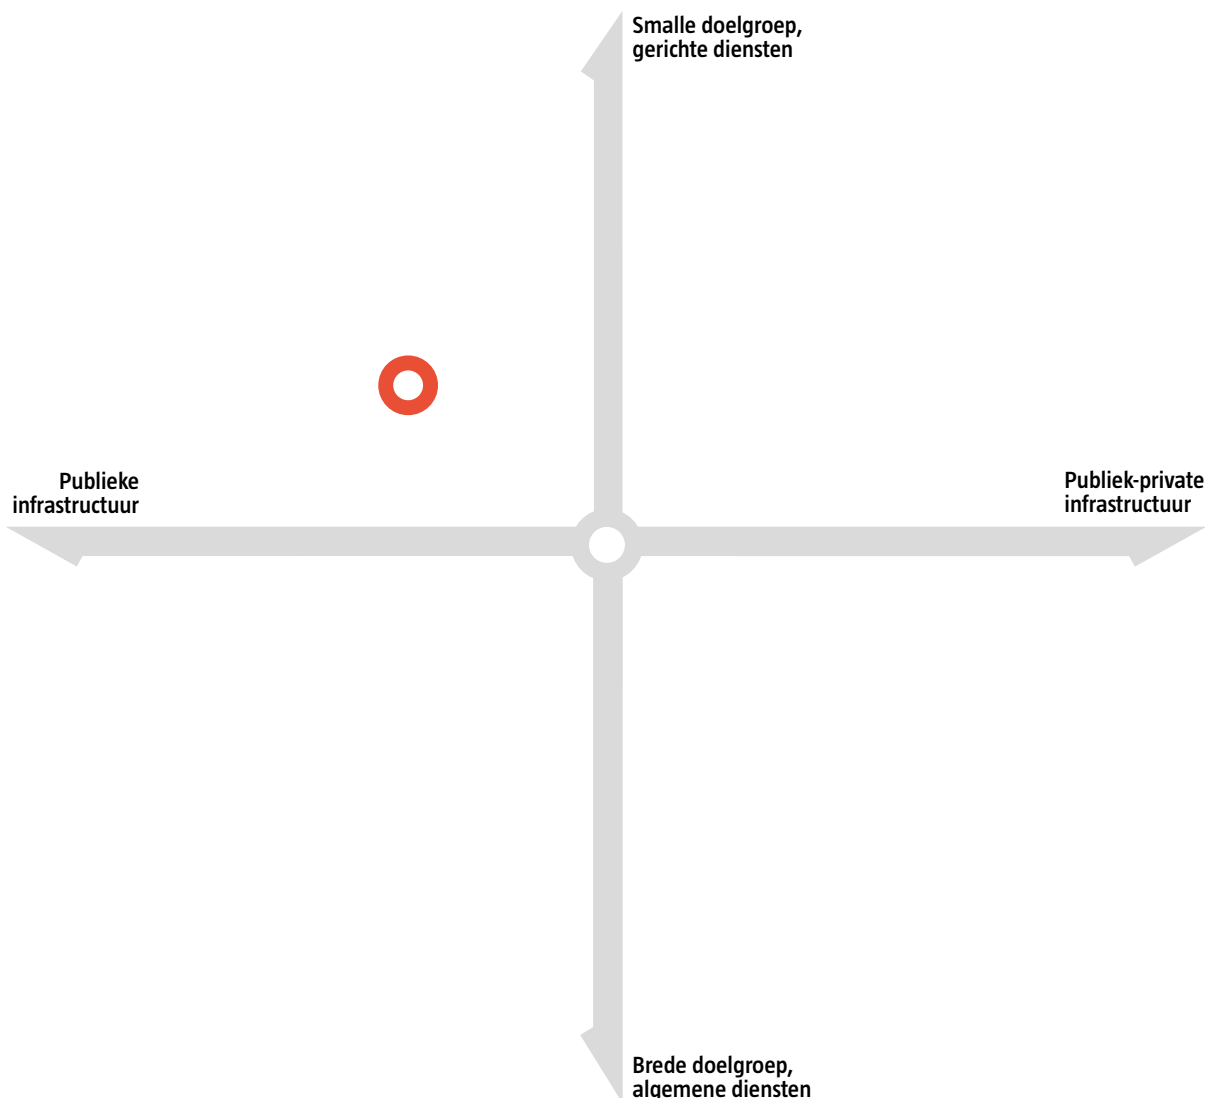 Smalle doelgroep,
gerichte diensten
Publieke
infrastructuur
Publiek-private
infrastructuur
Brede doelgroep,
algemene diensten